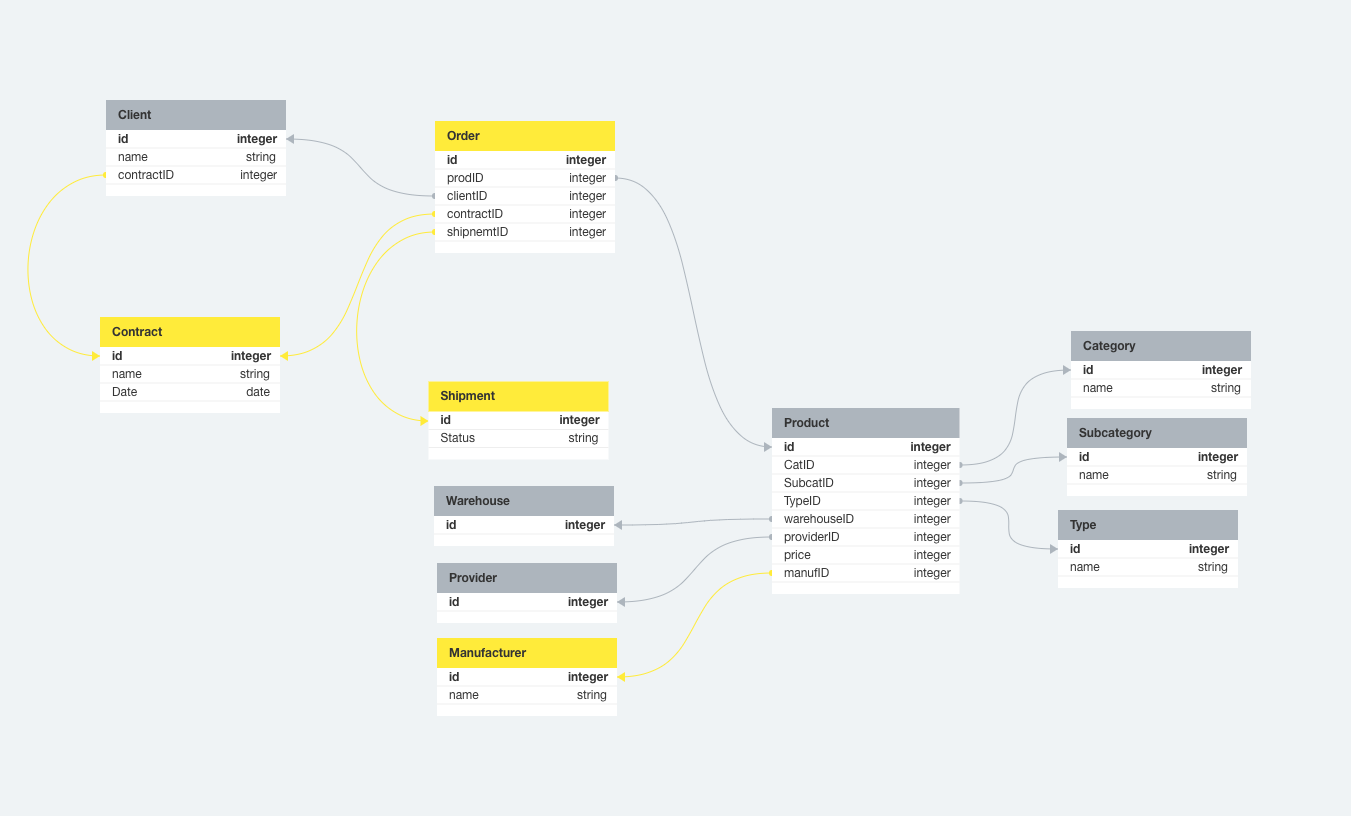 Client
id integer
name string
contractID integer
Order
id integer
prodID integer
clientID integer
contractID integer
shipnemtID integer
Contract
id integer
name string
Date date
Shipment
id integer
Status string
Warehouse
id integer
Provider
id integer
Manufacturer
id integer
name string
Product
id integer
CatID integer
SubcatID integer
TypeID integer
warehouseID integer
providerID integer
price integer
manufID integer
Category
id integer
name string
Subcategory
id integer
name string
Type
id integer
name string